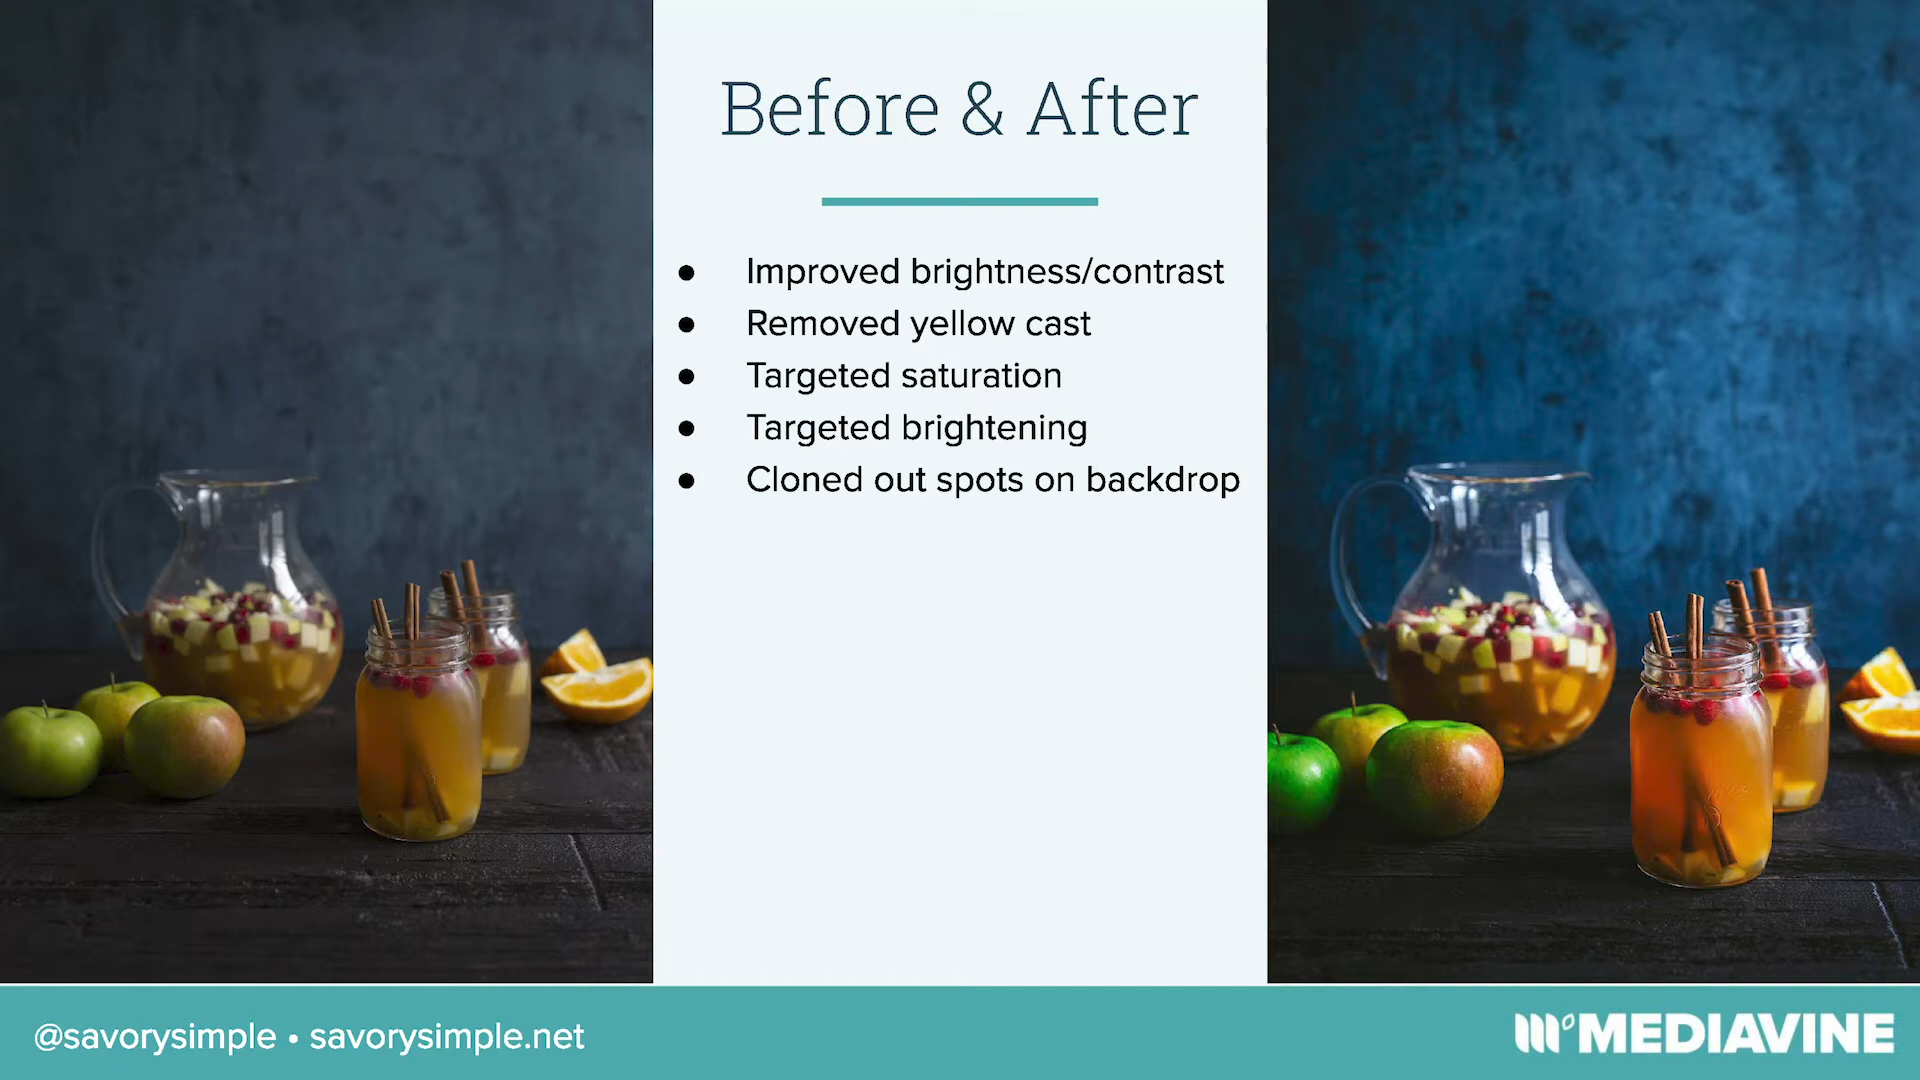 Before & After
● Improved brightness/contrast
● Removed yellow cast
● Targeted saturation
● Targeted brightening
● Cloned out spots on backdrop
@savorysimple • savorysimple.net
MEDIAVINE